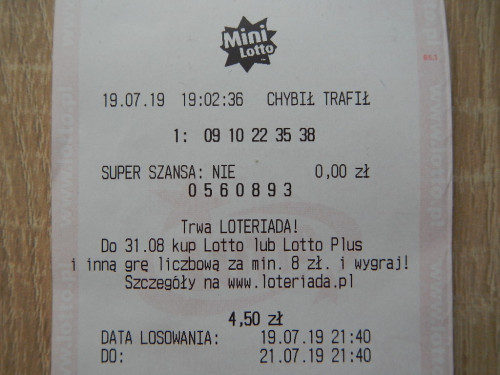 Mini
Lotto
19.07.19 19:02:36 CHYBIŁ TRAFIŁ
1: 09 10 22 35 38
SUPER SZANSA: NIE 0,00 zł
0560893
Trwa LOTERIADA!
Do 31.08 kup Lotto lub Lotto Plus
i inną grę liczbową za min. 8 zł. i wygraj!
Szczegóły na www.loteriada.pl
4,50 zł
DATA LOSOWANIA: 19.07.19 21:40
DO: 21.07.19 21:40